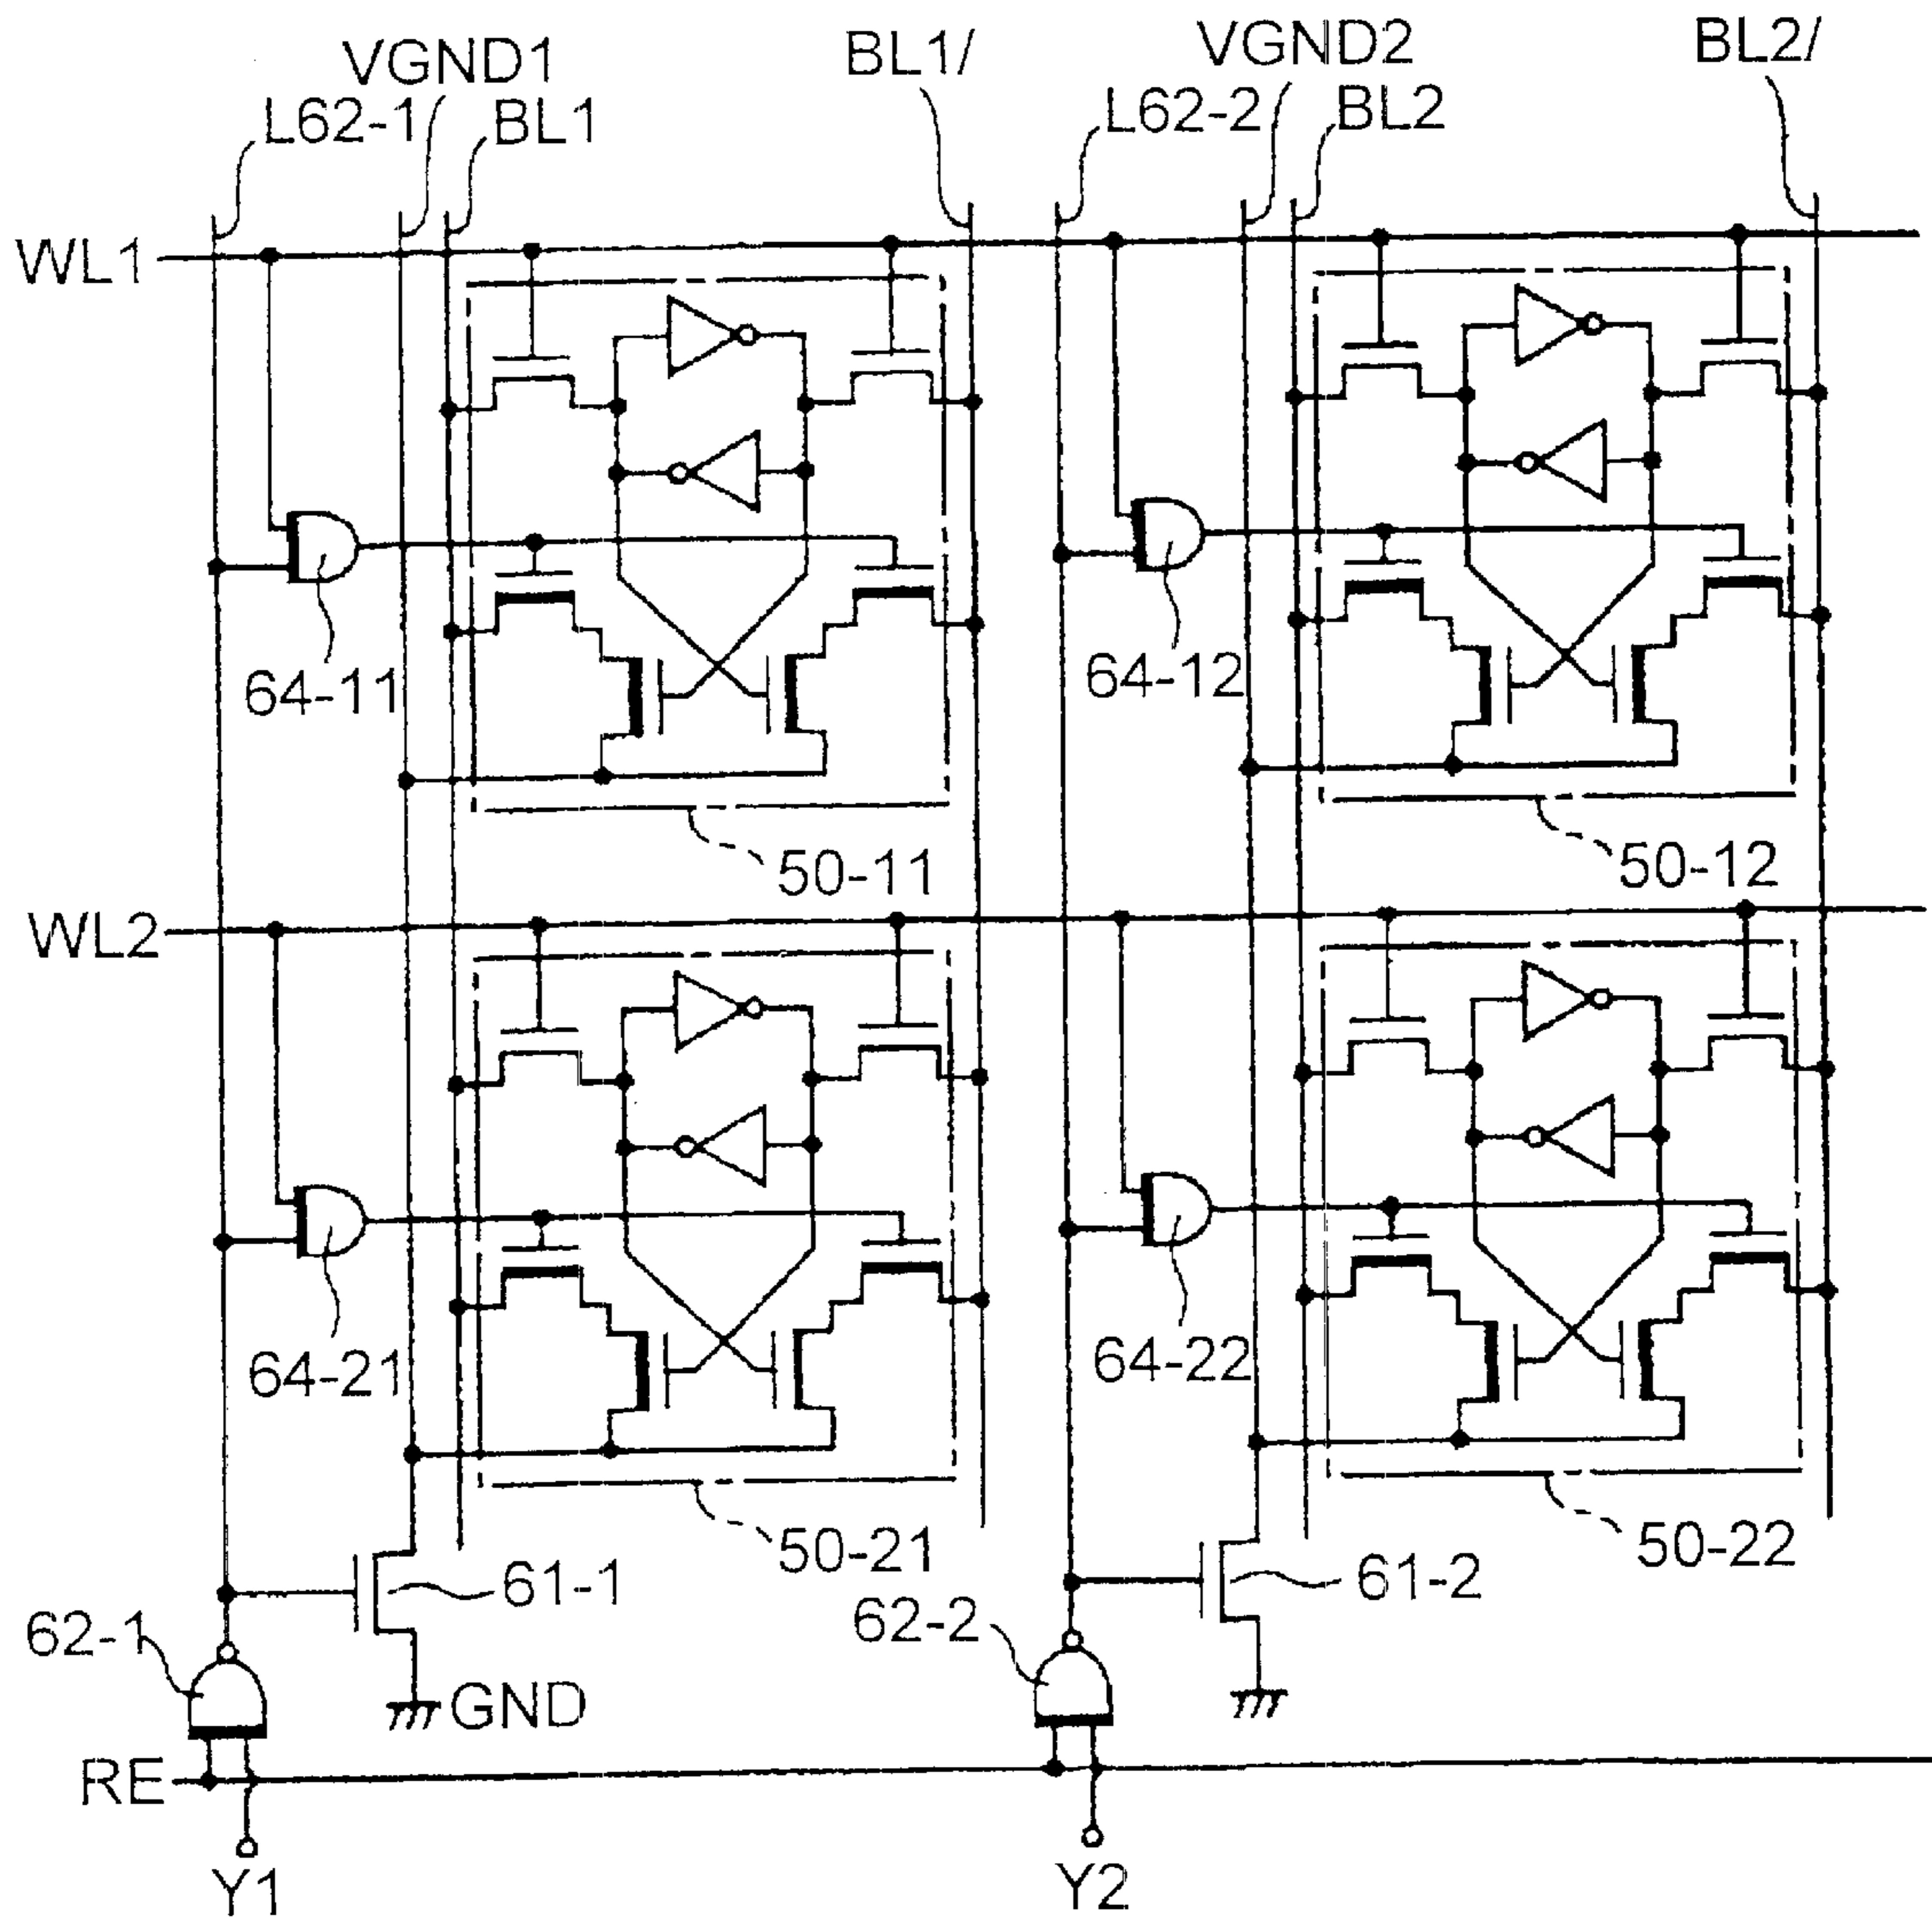 VGND1
BL1/
VGND2
BL2/
L62-1
BL1
L62-2
BL2
WL1
64-11
64-12
50-11
50-12
WL2
64-21
64-22
50-21
50-22
61-1
61-2
62-1
62-2
GND
RE
Y1
Y2